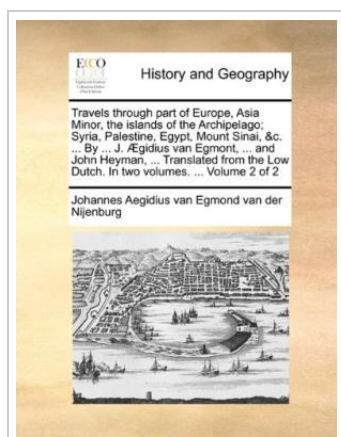 ECCO
History and Geography
Travels through part of Europe, Asia
Minor, the islands of the Archipelago;
Syria, Palestine, Egypt, Mount Sinai, &c.
... By ... J. Ægidius van Egmont, ... and
John Heyman, ... Translated from the Low
Dutch. In two volumes. ... Volume 2 of 2
Johannes Aegidius van Egmond van der
Nijenburg